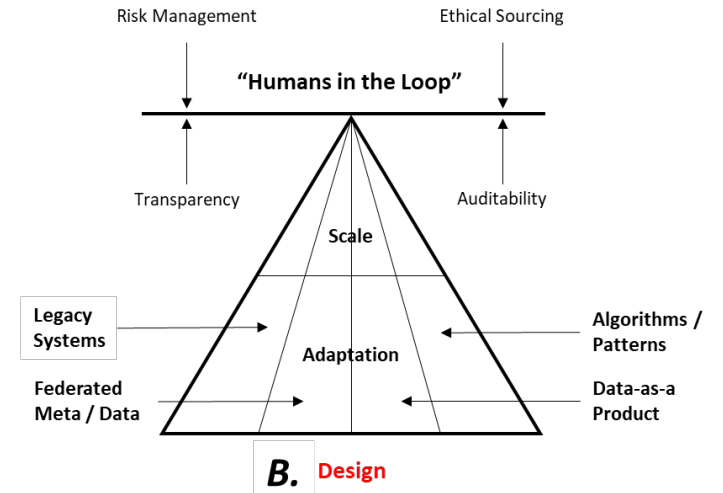 Risk Management
Ethical Sourcing
“Humans in the Loop”
Transparency
Auditability
Scale
Legacy
Systems
Algorithms /
Patterns
Adaptation
Federated
Meta / Data
Data-as-a
Product
B. Design